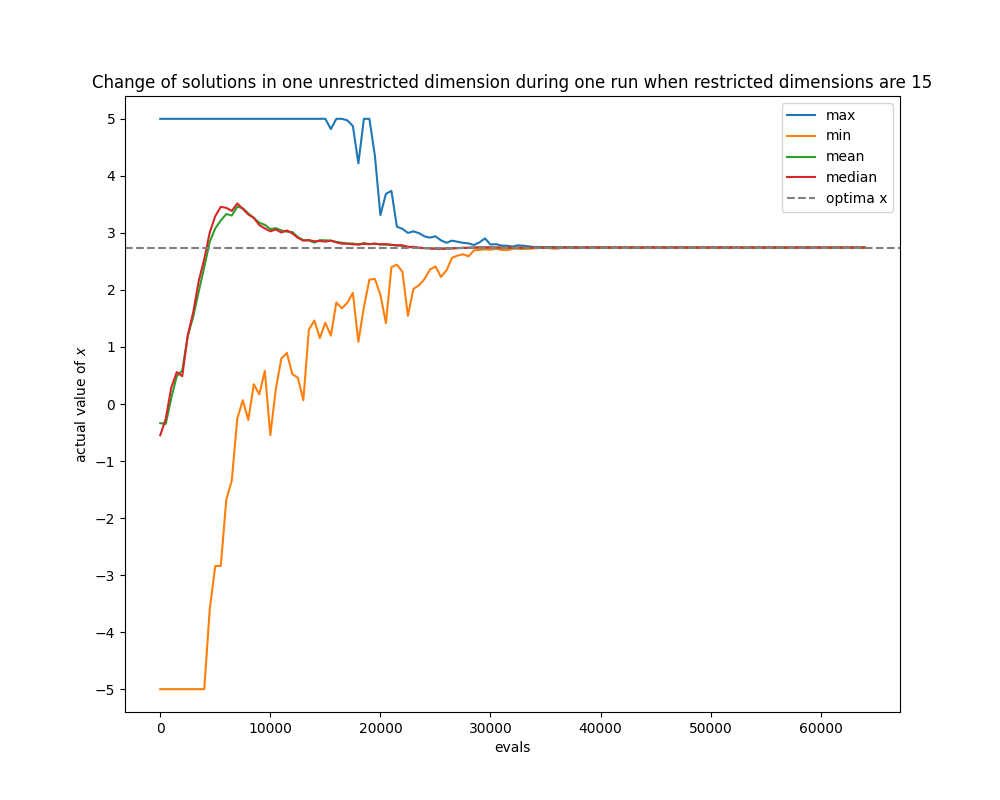 Change of solutions in one unrestricted dimension during one run when restricted dimensions are 15
max
min
mean
median
optima x
5
4
3
2
1
0
−1
−2
−3
−4
−5
actual value of x
0 10000 20000 30000 40000 50000 60000
evals